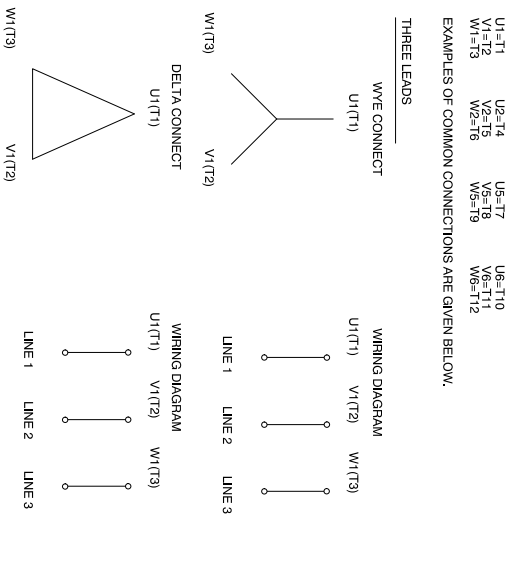 U1=T1 U2=T4 U5=T7 U6=T10
V1=T2 V2=T5 V5=T8 V6=T11
W1=T3 W2=T6 W5=T9 W6=T12
EXAMPLES OF COMMON CONNECTIONS ARE GIVEN BELOW.
THREE LEADS
WYE CONNECT
WIRING DIAGRAM
U1(T1)
U1(T1) V1(T2) W1(T3)
W1(T3) V1(T2)
LINE 1 LINE 2 LINE 3
DELTA CONNECT
WIRING DIAGRAM
U1(T1)
U1(T1) V1(T2) W1(T3)
W1(T3) V1(T2)
LINE 1 LINE 2 LINE 3